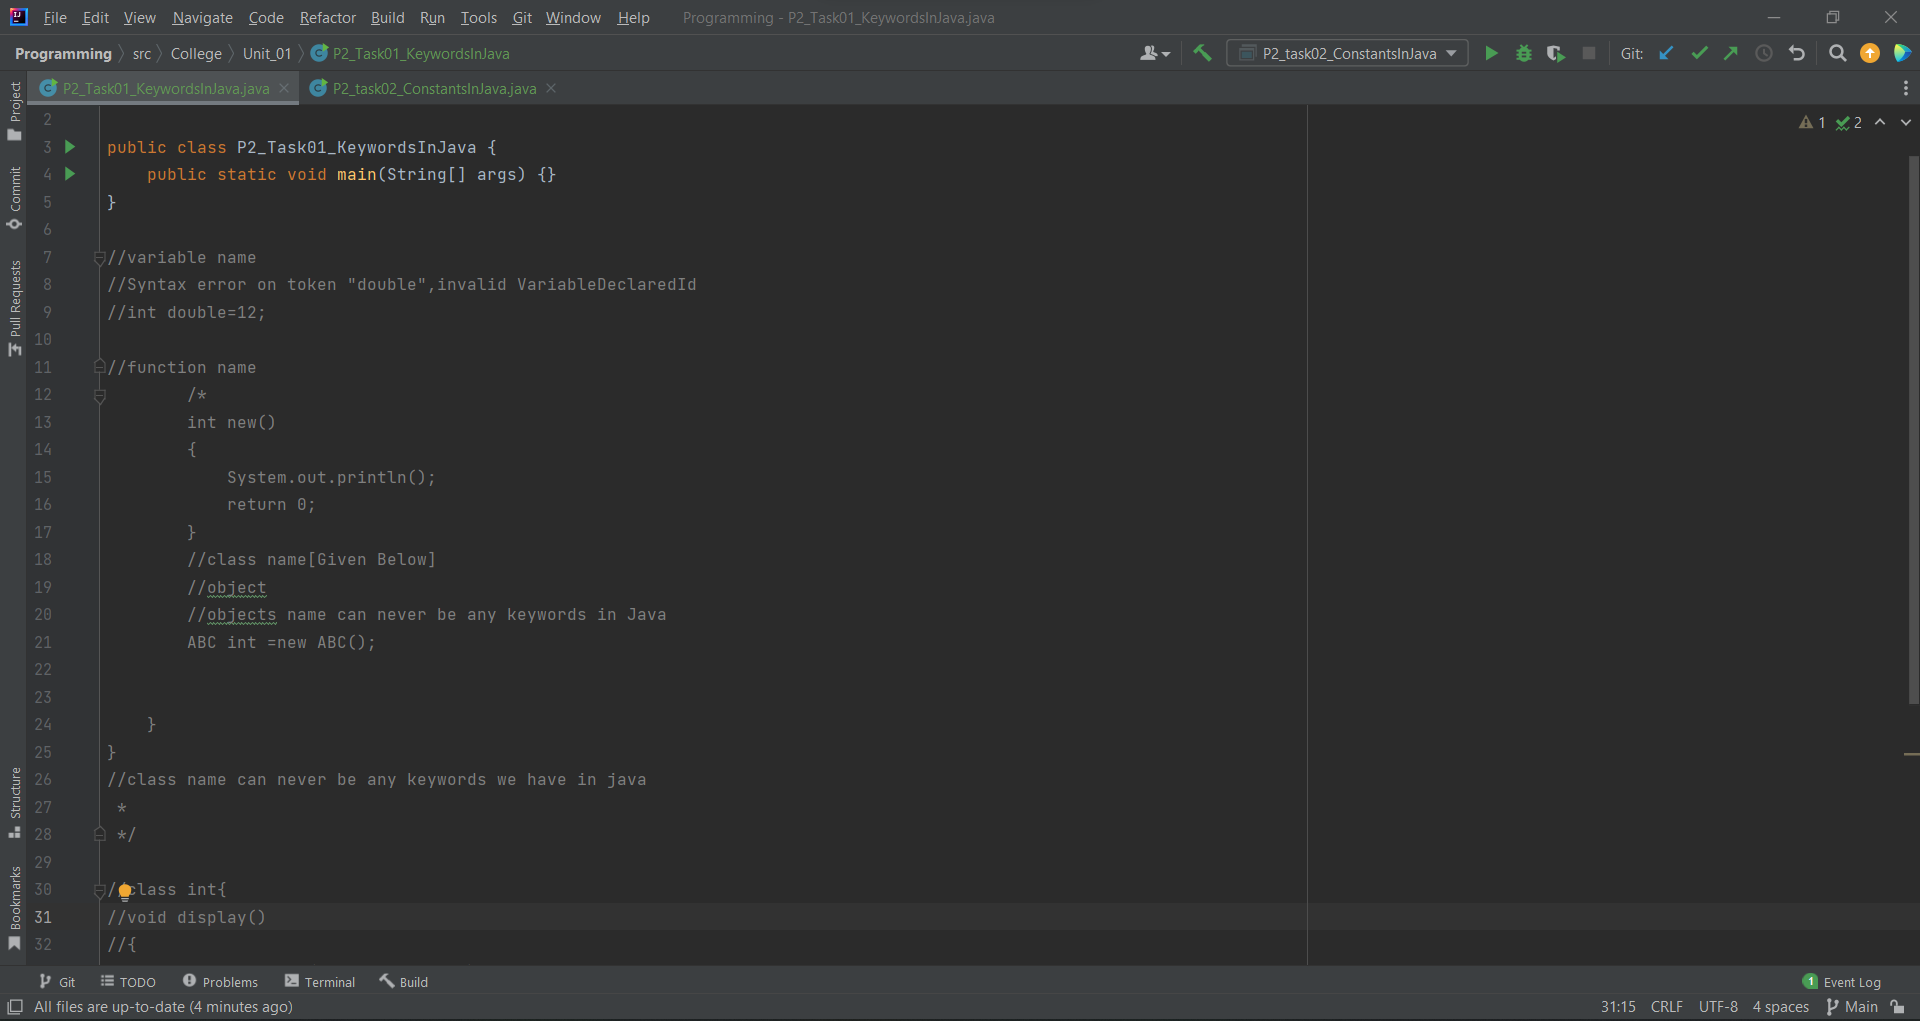 File Edit View Navigate Code Refactor Build Run Tools Git Window Help Programming - P2_Task01_KeywordsInJava.java
Programming src College Unit_01 P2_Task01_KeywordsInJava P2_task02_ConstantsInJava Git:
P2_Task01_KeywordsInJava.java P2_task02_ConstantsInJava.java
Project
Commit
Pull Requests
Structure
Bookmarks
1 2
2
3 public class P2_Task01_KeywordsInJava {
4 public static void main(String[] args) {}
5 }
6
7 //variable name
8 //Syntax error on token "double",invalid VariableDeclaredId
9 //int double=12;
10
11 //function name
12 /*
13 int new()
14 {
15 System.out.println();
16 return 0;
17 }
18 //class name[Given Below]
19 //object
20 //objects name can never be any keywords in Java
21 ABC int =new ABC();
22
23
24 }
25 }
26 //class name can never be any keywords we have in java
27 *
28 */
29
30 /class int{
31 //void display()
32 //{
Git TODO Problems Terminal Build 1 Event Log
All files are up-to-date (4 minutes ago) 31:15 CRLF UTF-8 4 spaces Main